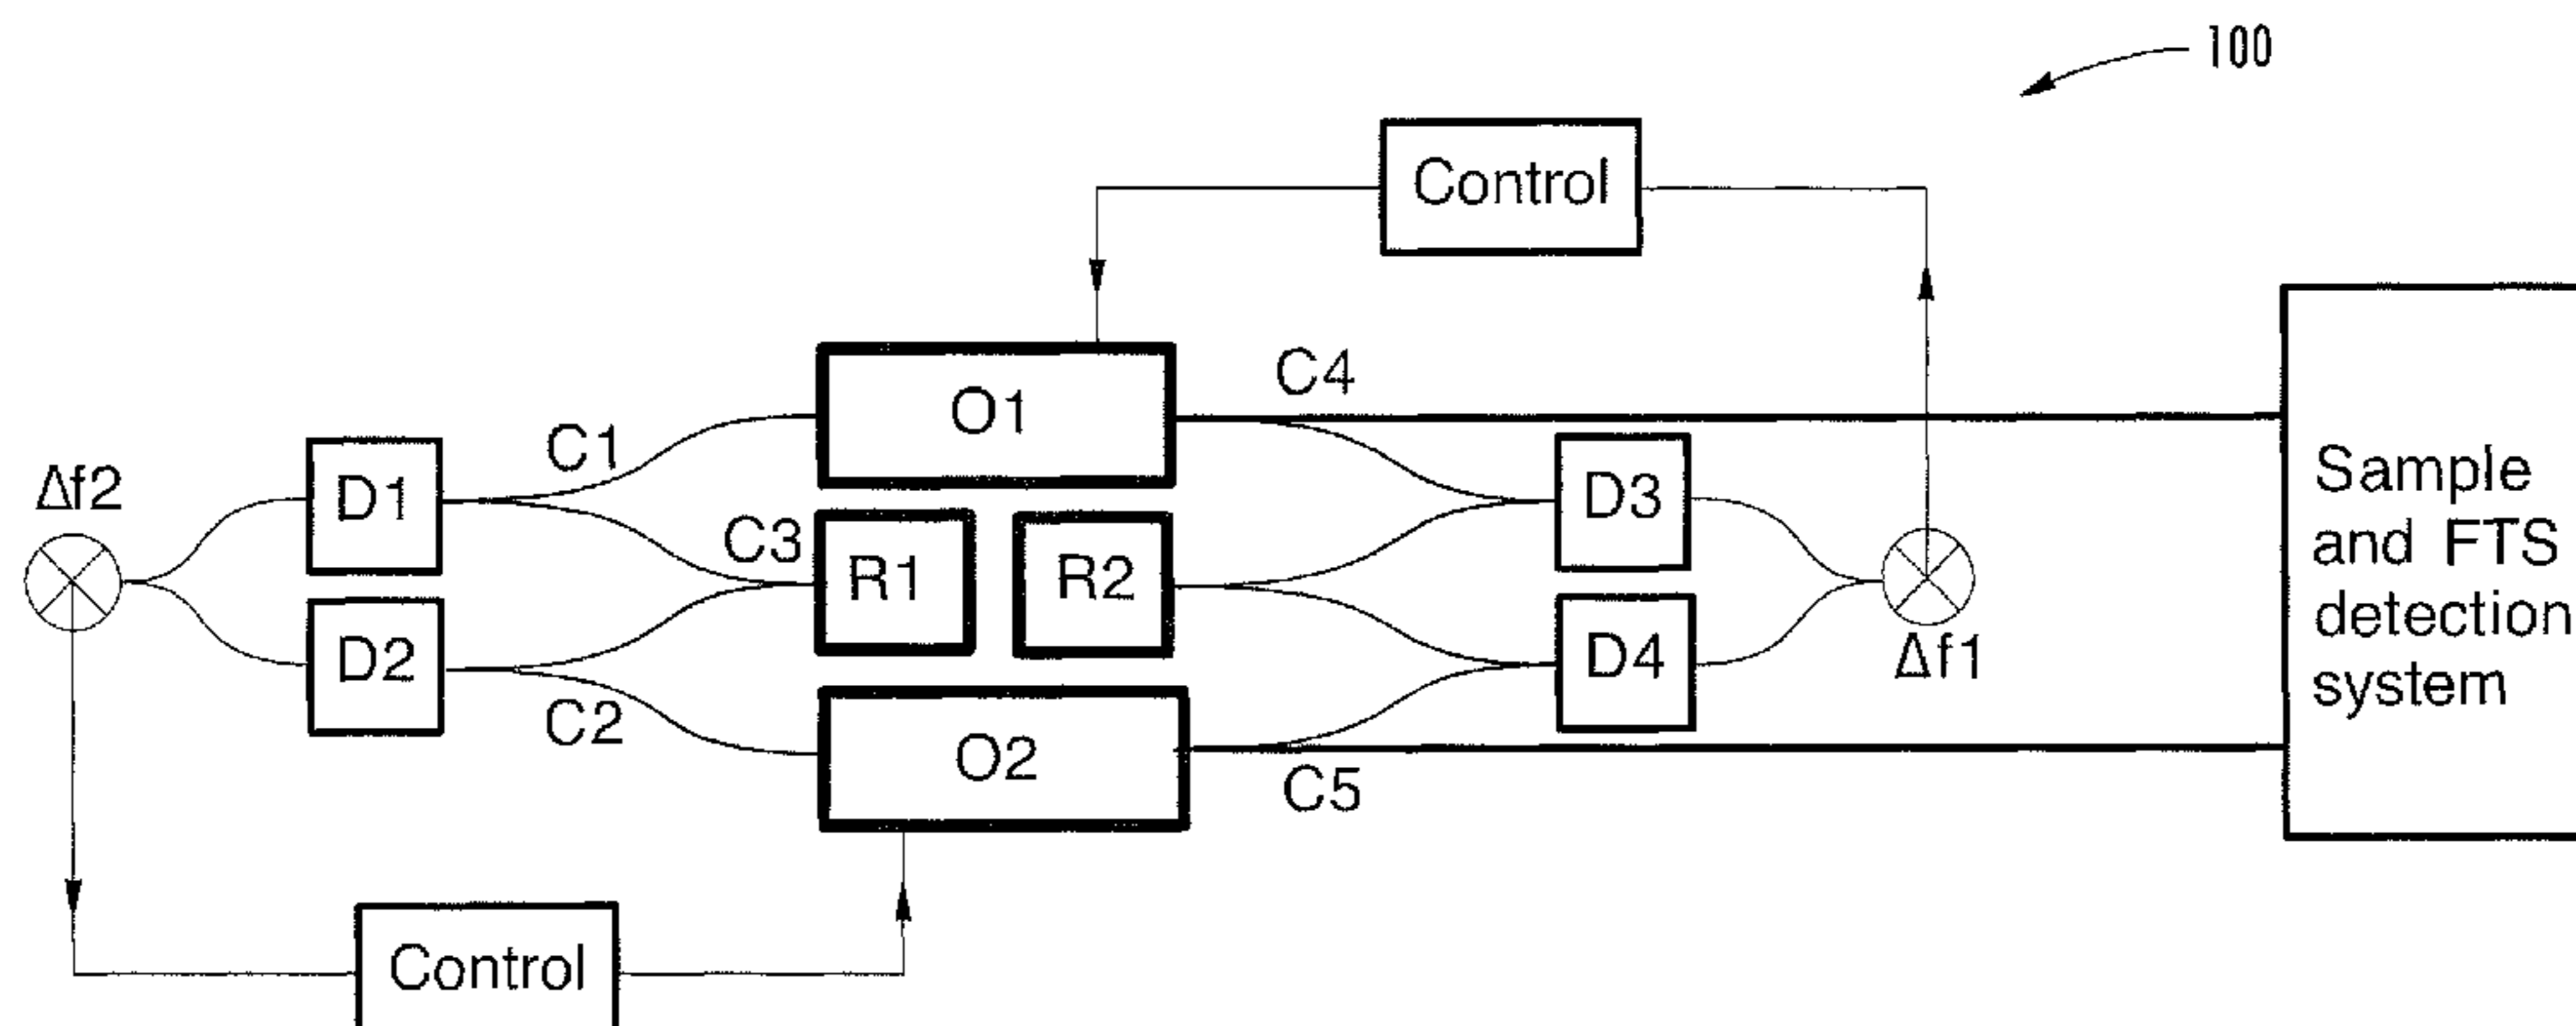 100
Control
C4
O1
C1
Δf2
D1
D3
Sample
and FTS
detection
system
C3
R1
R2
D2
D4
Δf1
C2
O2
C5
Control